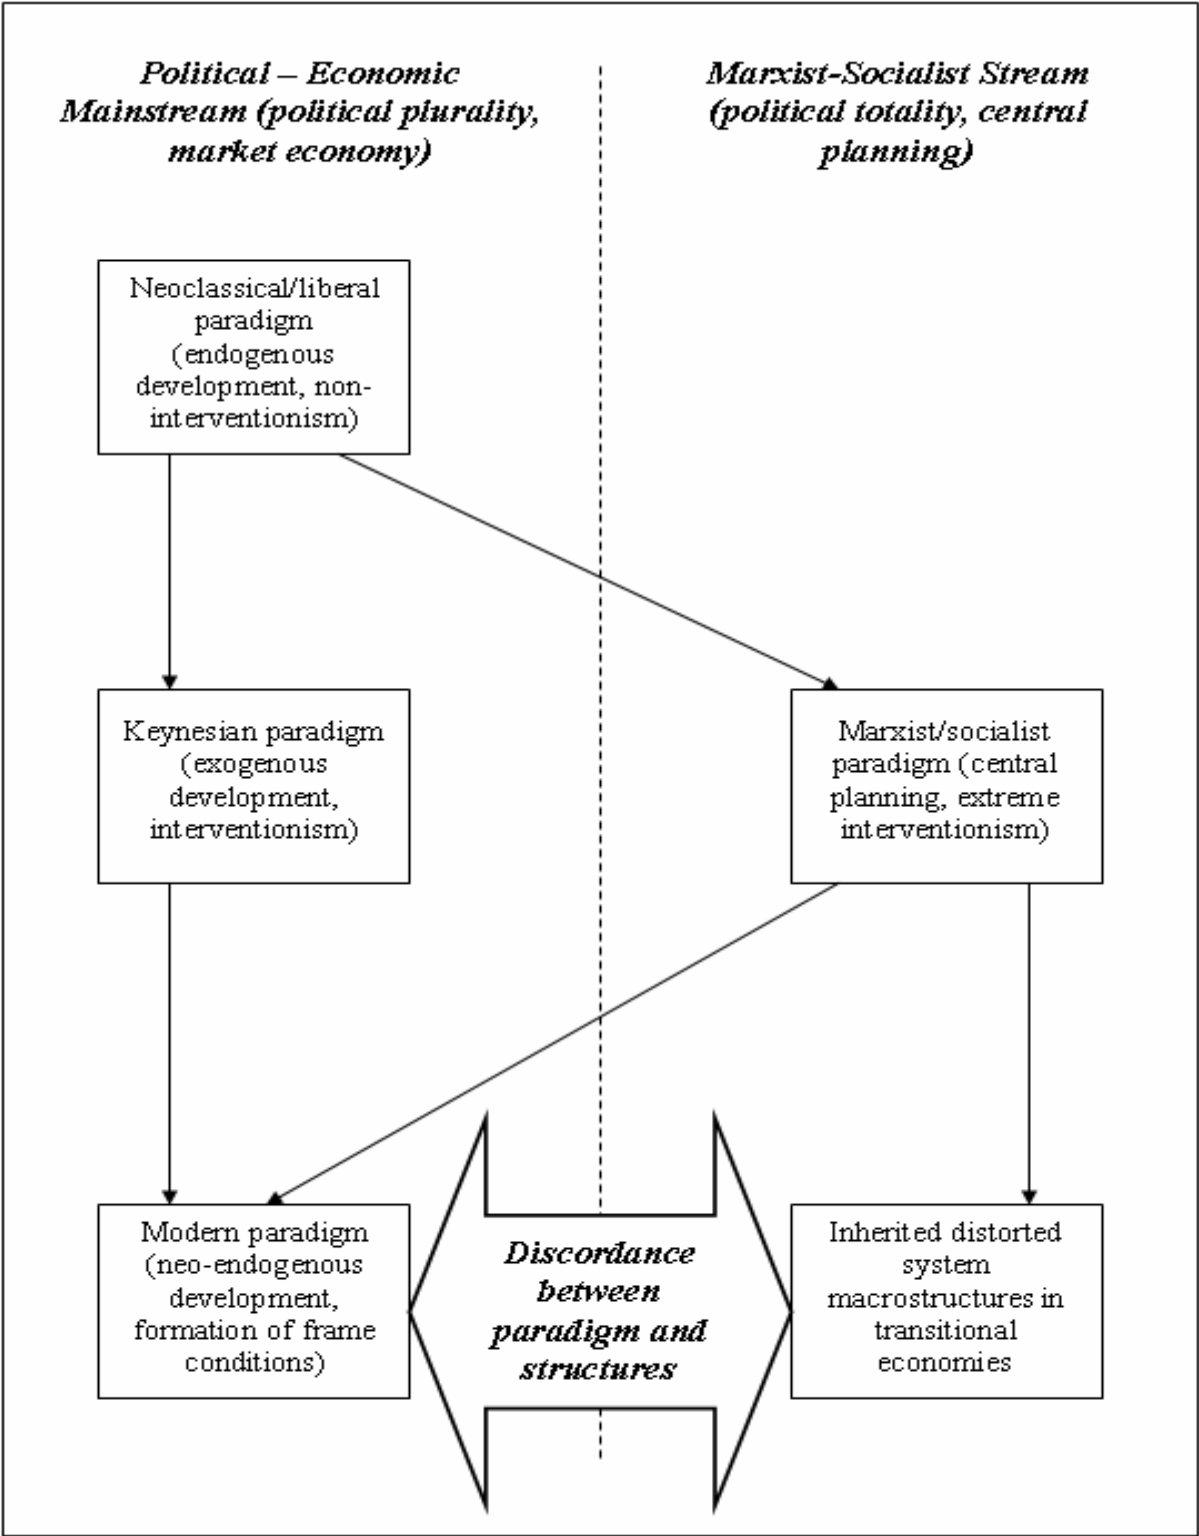 Political – Economic
Mainstream (political plurality,
market economy)
Marxist-Socialist Stream
(political totality, central
planning)
Neoclassical/liberal
paradigm
(endogenous
development, non-
interventionism)
Keynesian paradigm
(exogenous
development,
interventionism)
Marxist/socialist
paradigm (central
planning, extreme
interventionism)
Modern paradigm
(neo-endogenous
development,
formation of frame
conditions)
Discordance
between
paradigm and
structures
Inherited distorted
system
macrostructures in
transitional
economies